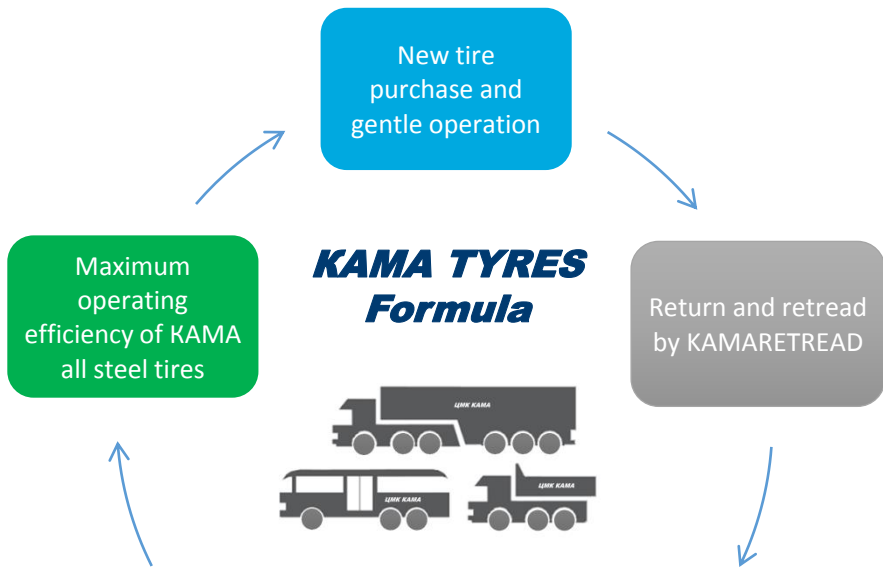 New tire
purchase and
gentle operation
Maximum
operating
efficiency of KAMA
all steel tires
KAMA TYRES
Formula
Return and retread
by KAMARETREAD
ЦМК КАМА
ЦМК КАМА
ЦМК КАМА